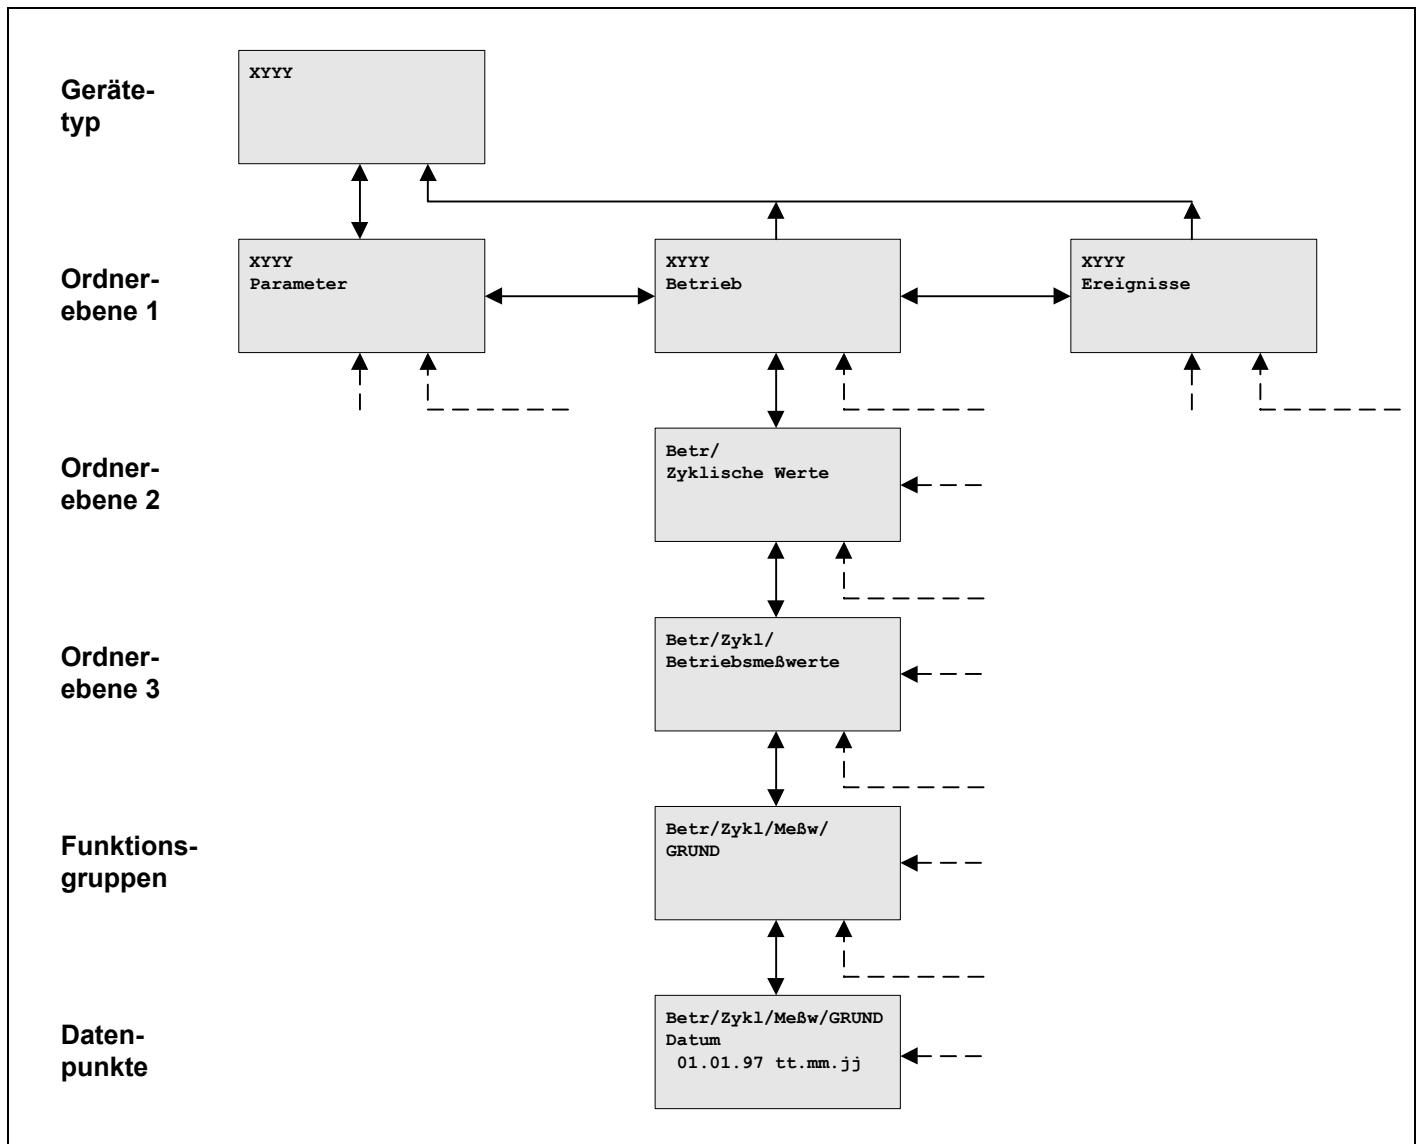 Geräte-
typ
XYYY
Ordner-
ebene 1
XYYY
Parameter
XYYY
Betrieb
XYYY
Ereignisse
Ordner-
ebene 2
Betr/
Zyklische Werte
Ordner-
ebene 3
Betr/Zykl/
Betriebsmeßwerte
Funktions-
gruppen
Betr/Zykl/Meßw/
GRUND
Daten-
punkte
Betr/Zykl/Meßw/GRUND
Datum
01.01.97 tt.mm.jj